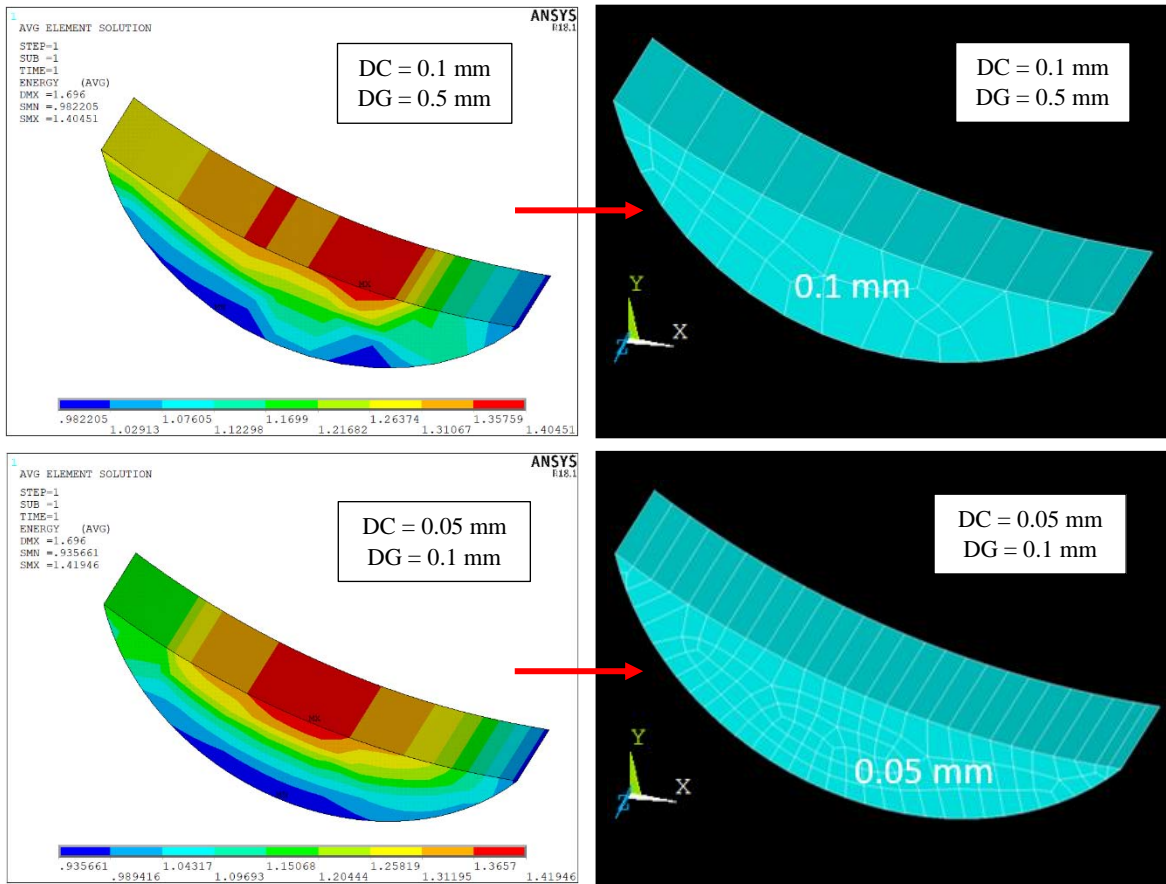 1
AVG ELEMENT SOLUTION
STEP=1
SUB =1
TIME=1
ENERGY (AVG)
DMX =1.696
SMN =.982205
SMX =1.40451
ANSYS
R18.1
DC = 0.1 mm
DG = 0.5 mm
MX
.982205
1.02913
1.07605
1.12298
1.1699
1.21682
1.26374
1.31067
1.35759
1.40451
DC = 0.1 mm
DG = 0.5 mm
0.1 mm
Y
X
Z
1
AVG ELEMENT SOLUTION
STEP=1
SUB =1
TIME=1
ENERGY (AVG)
DMX =1.696
SMN =.935661
SMX =1.41946
ANSYS
R18.1
DC = 0.05 mm
DG = 0.1 mm
MX
.935661
.989416
1.04317
1.09693
1.15068
1.20444
1.25819
1.31195
1.3657
1.41946
DC = 0.05 mm
DG = 0.1 mm
0.05 mm
Y
X
Z